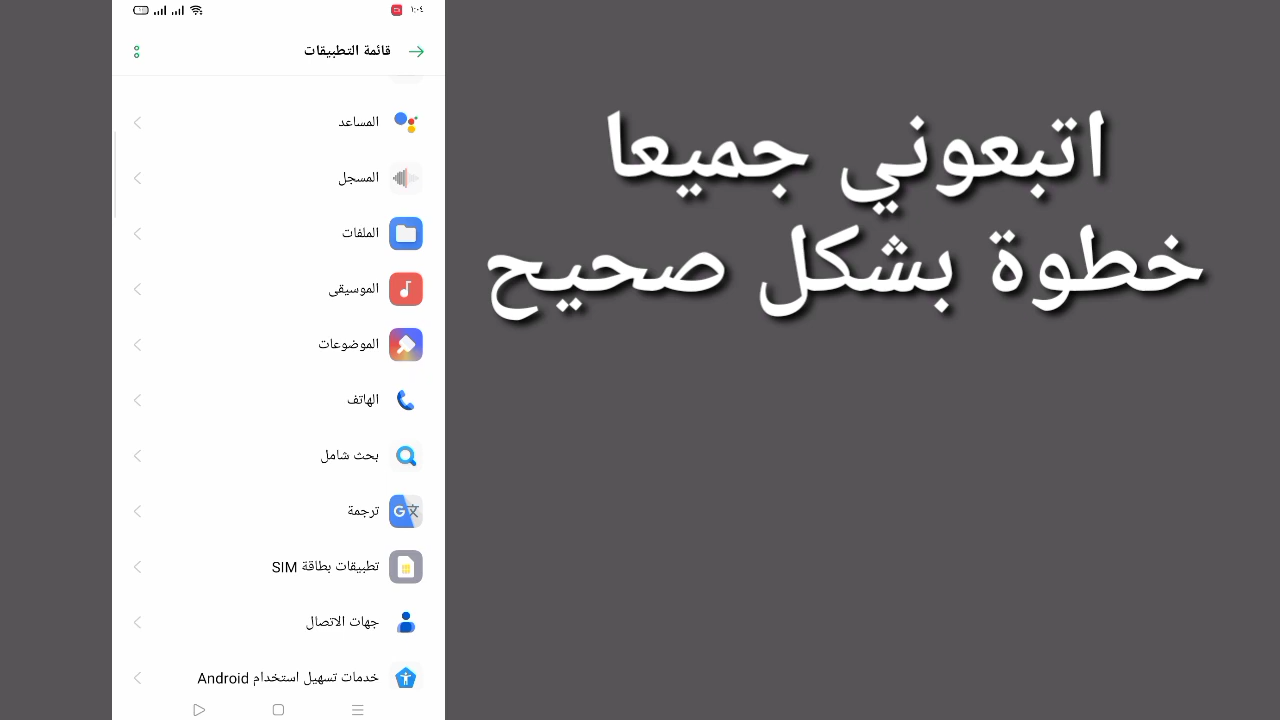 ١:٠٤
قائمة التطبيقات
المساعد
المسجل
الملفات
الموسيقى
الموضوعات
الهاتف
بحث شامل
ترجمة
تطبيقات بطاقة SIM
جهات الاتصال
خدمات تسهيل استخدام Android
اتبعوني جميعا
خطوة بشكل صحيح